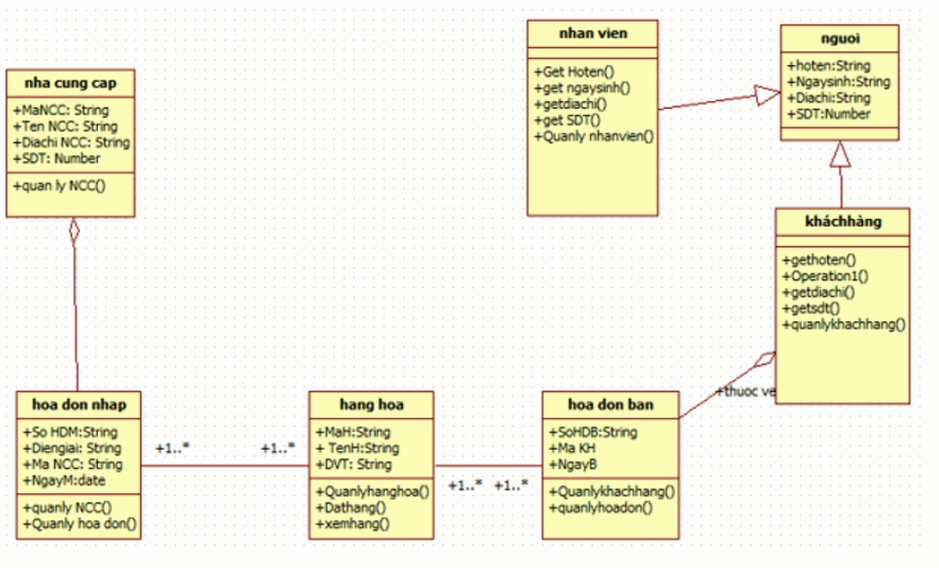 nha cung cap
+MaNCC: String
+Ten NCC: String
+Diachi NCC: String
+SDT: Number
+quan ly NCC()
nhan vien
+Get Hoten()
+get ngaysinh()
+getdiachi()
+get SDT()
+Quanly nhanvien()
nguoi
+hoten:String
+Ngaysinh:String
+Diachi:String
+SDT:Number
kháchhàng
+gethoten()
+Operation1()
+getdiachi()
+getsdt()
+quanlykhachhang()
+thuoc ve
hoa don nhap
+So HDM:String
+Diengiai: String
+Ma NCC: String
+NgayM:date
+quanly NCC()
+Quanly hoa don()
+1..*
+1..*
hang hoa
+MaH:String
+ TenH:String
+DVT: String
+Quanlyhanghoa()
+Dathang()
+xemhang()
+1..*
+1..*
hoa don ban
+SoHDB:String
+Ma KH
+NgayB
+Quanlykhachhang()
+quanlyhoadon()